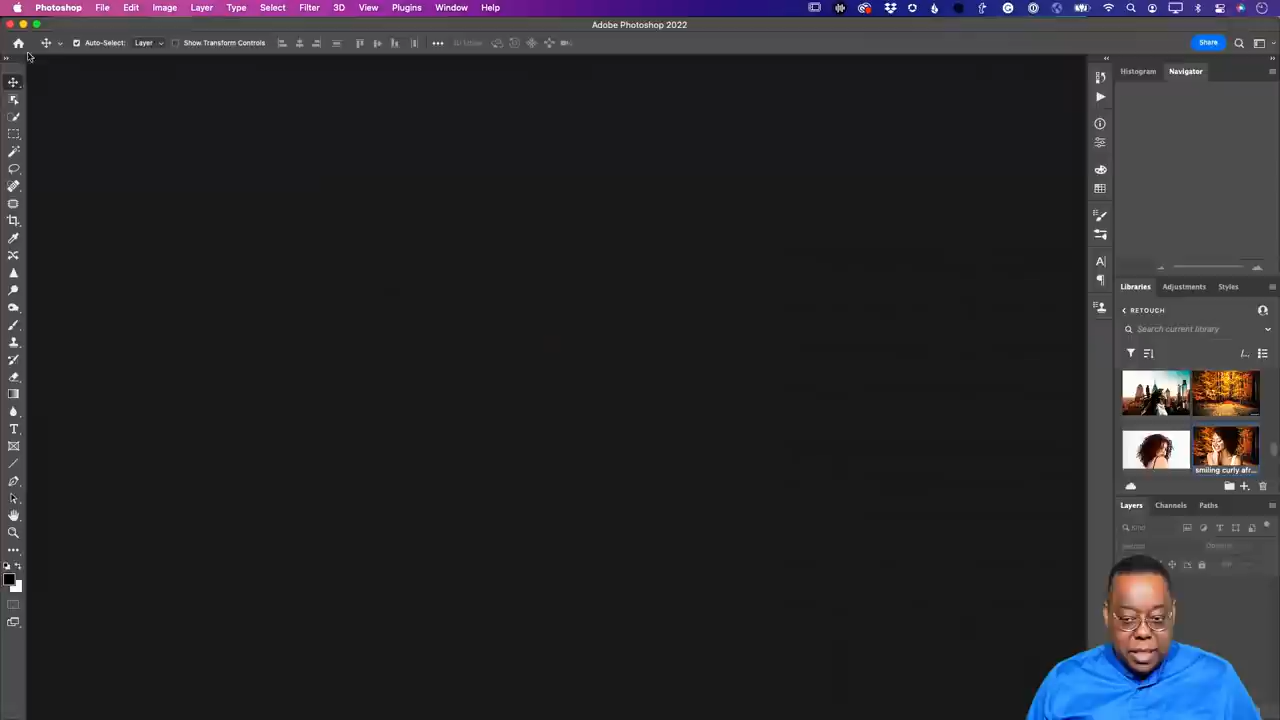 Photoshop File Edit Image Layer Type Select Filter 3D View Plugins Window Help
Adobe Photoshop 2022
Auto-Select: Layer Show Transform Controls
Share
Histogram Navigator
Libraries Adjustments Styles
RETOUCH
Search current library
smiling curly afr...
Layers Channels Paths
Kind